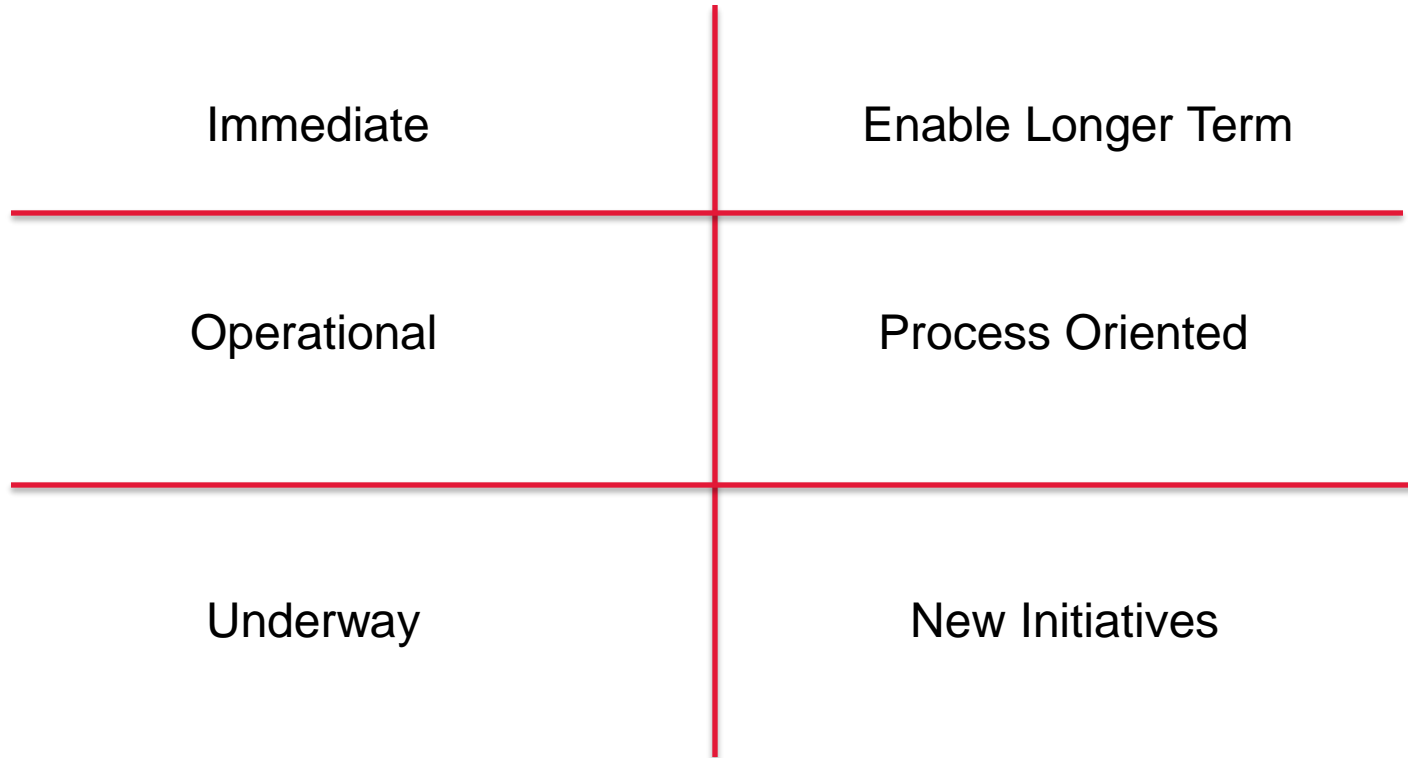 Immediate
Enable Longer Term
Operational
Process Oriented
Underway
New Initiatives